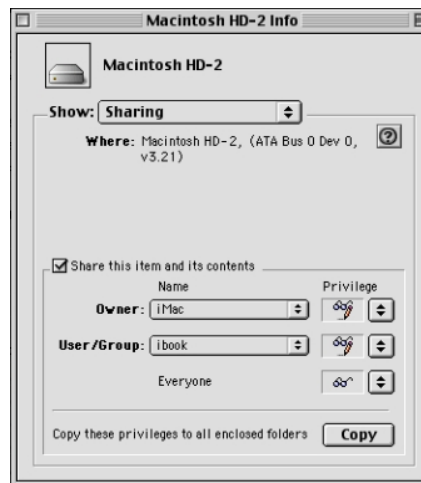 Macintosh HD-2 Info
Macintosh HD-2
Show: Sharing
Where: Macintosh HD-2, (ATA Bus 0 Dev 0,
v3.21)
Share this item and its contents
Name Privilege
Owner: iMac
User/Group: ibook
Everyone
Copy these privileges to all enclosed folders Copy